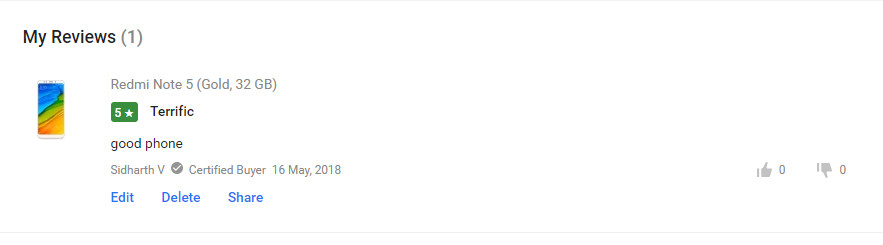 My Reviews (1)
Redmi Note 5 (Gold, 32 GB)
5★ Terrific
good phone
Sidharth V Certified Buyer 16 May, 2018 0 0
Edit Delete Share